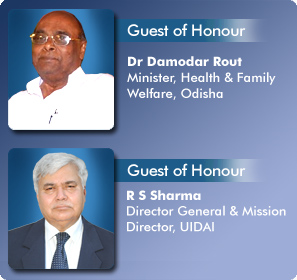 Guest of Honour
Dr Damodar Rout
Minister, Health & Family
Welfare, Odisha
Guest of Honour
R S Sharma
Director General & Mission
Director, UIDAI